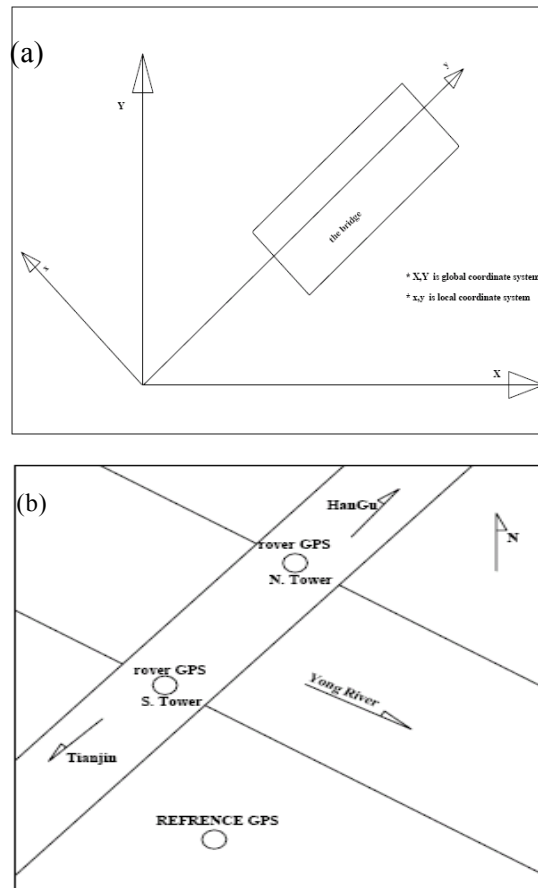 (a)
Y
y
the bridge
x
* X,Y is global coordinate system
* x,y is local coordinate system
X
(b)
HanGu
N
rover GPS
N. Tower
rover GPS
S. Tower
Yong River
Tianjin
REFRENCE GPS